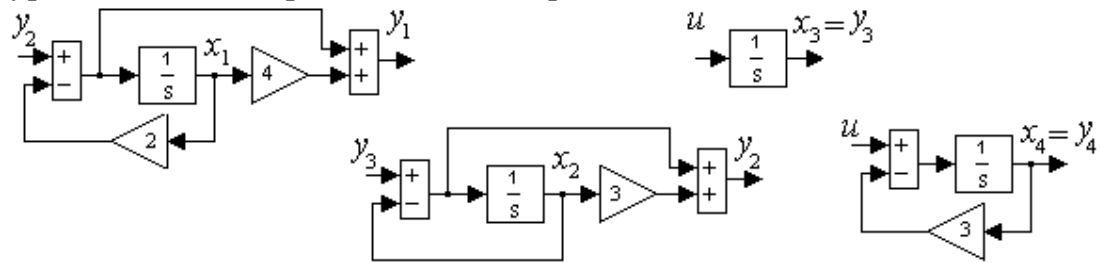 y₂ + − 1/s x₁ 4 + + y₁
2
u 1/s x₃=y₃
y₃ + − 1/s x₂ 3 + + y₂
u + − 1/s x₄=y₄
3